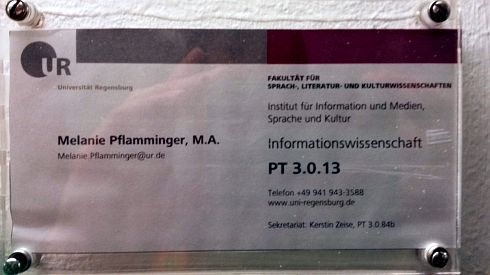 UR
Universität Regensburg
FAKULTÄT FÜR
SPRACH-, LITERATUR- UND KULTURWISSENSCHAFTEN
Institut für Information und Medien,
Sprache und Kultur
Melanie Pflamminger, M.A.
Melanie.Pflamminger@ur.de
Informationswissenschaft
PT 3.0.13
Telefon +49 941 943-3588
www.uni-regensburg.de
Sekretariat: Kerstin Zeise, PT 3.0.84b